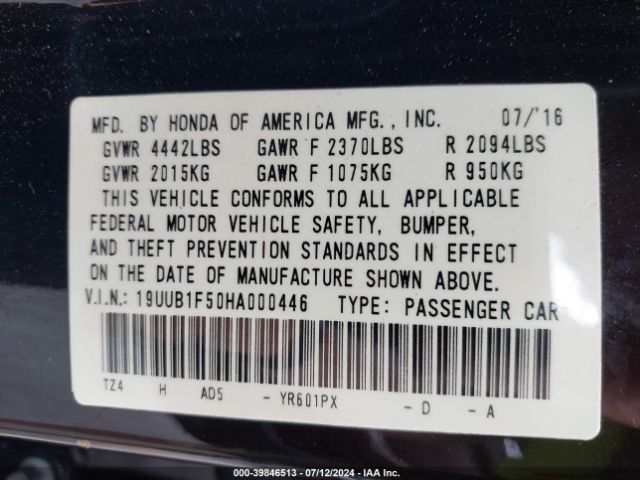 MFD. BY HONDA OF AMERICA MFG., INC. 07/'16
GVWR 4442LBS GAWR F 2370LBS R 2094LBS
GVWR 2015KG GAWR F 1075KG R 950KG
THIS VEHICLE CONFORMS TO ALL APPLICABLE
FEDERAL MOTOR VEHICLE SAFETY, BUMPER,
AND THEFT PREVENTION STANDARDS IN EFFECT
ON THE DATE OF MANUFACTURE SHOWN ABOVE.
V.I.N.: 19UUB1F50HA000446 TYPE: PASSENGER CAR
TZ4 H AD5 - YR601PX - D - A
000-39846513 - 07/12/2024 - IAA Inc.